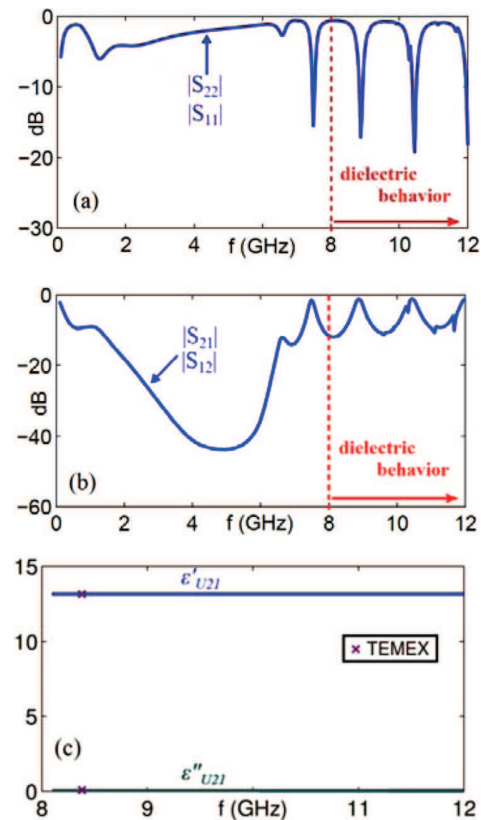 0
−10
−20
−30
dB
|S22|
|S11|
dielectric
behavior
(a)
0 2 4 6 8 10 12
f (GHz)
0
−20
−40
−60
dB
|S21|
|S12|
dielectric
behavior
(b)
0 2 4 6 8 10 12
f (GHz)
15
10
5
0
ε'U21
× TEMEX
(c)
ε"U21
8 9 11 12
f (GHz)